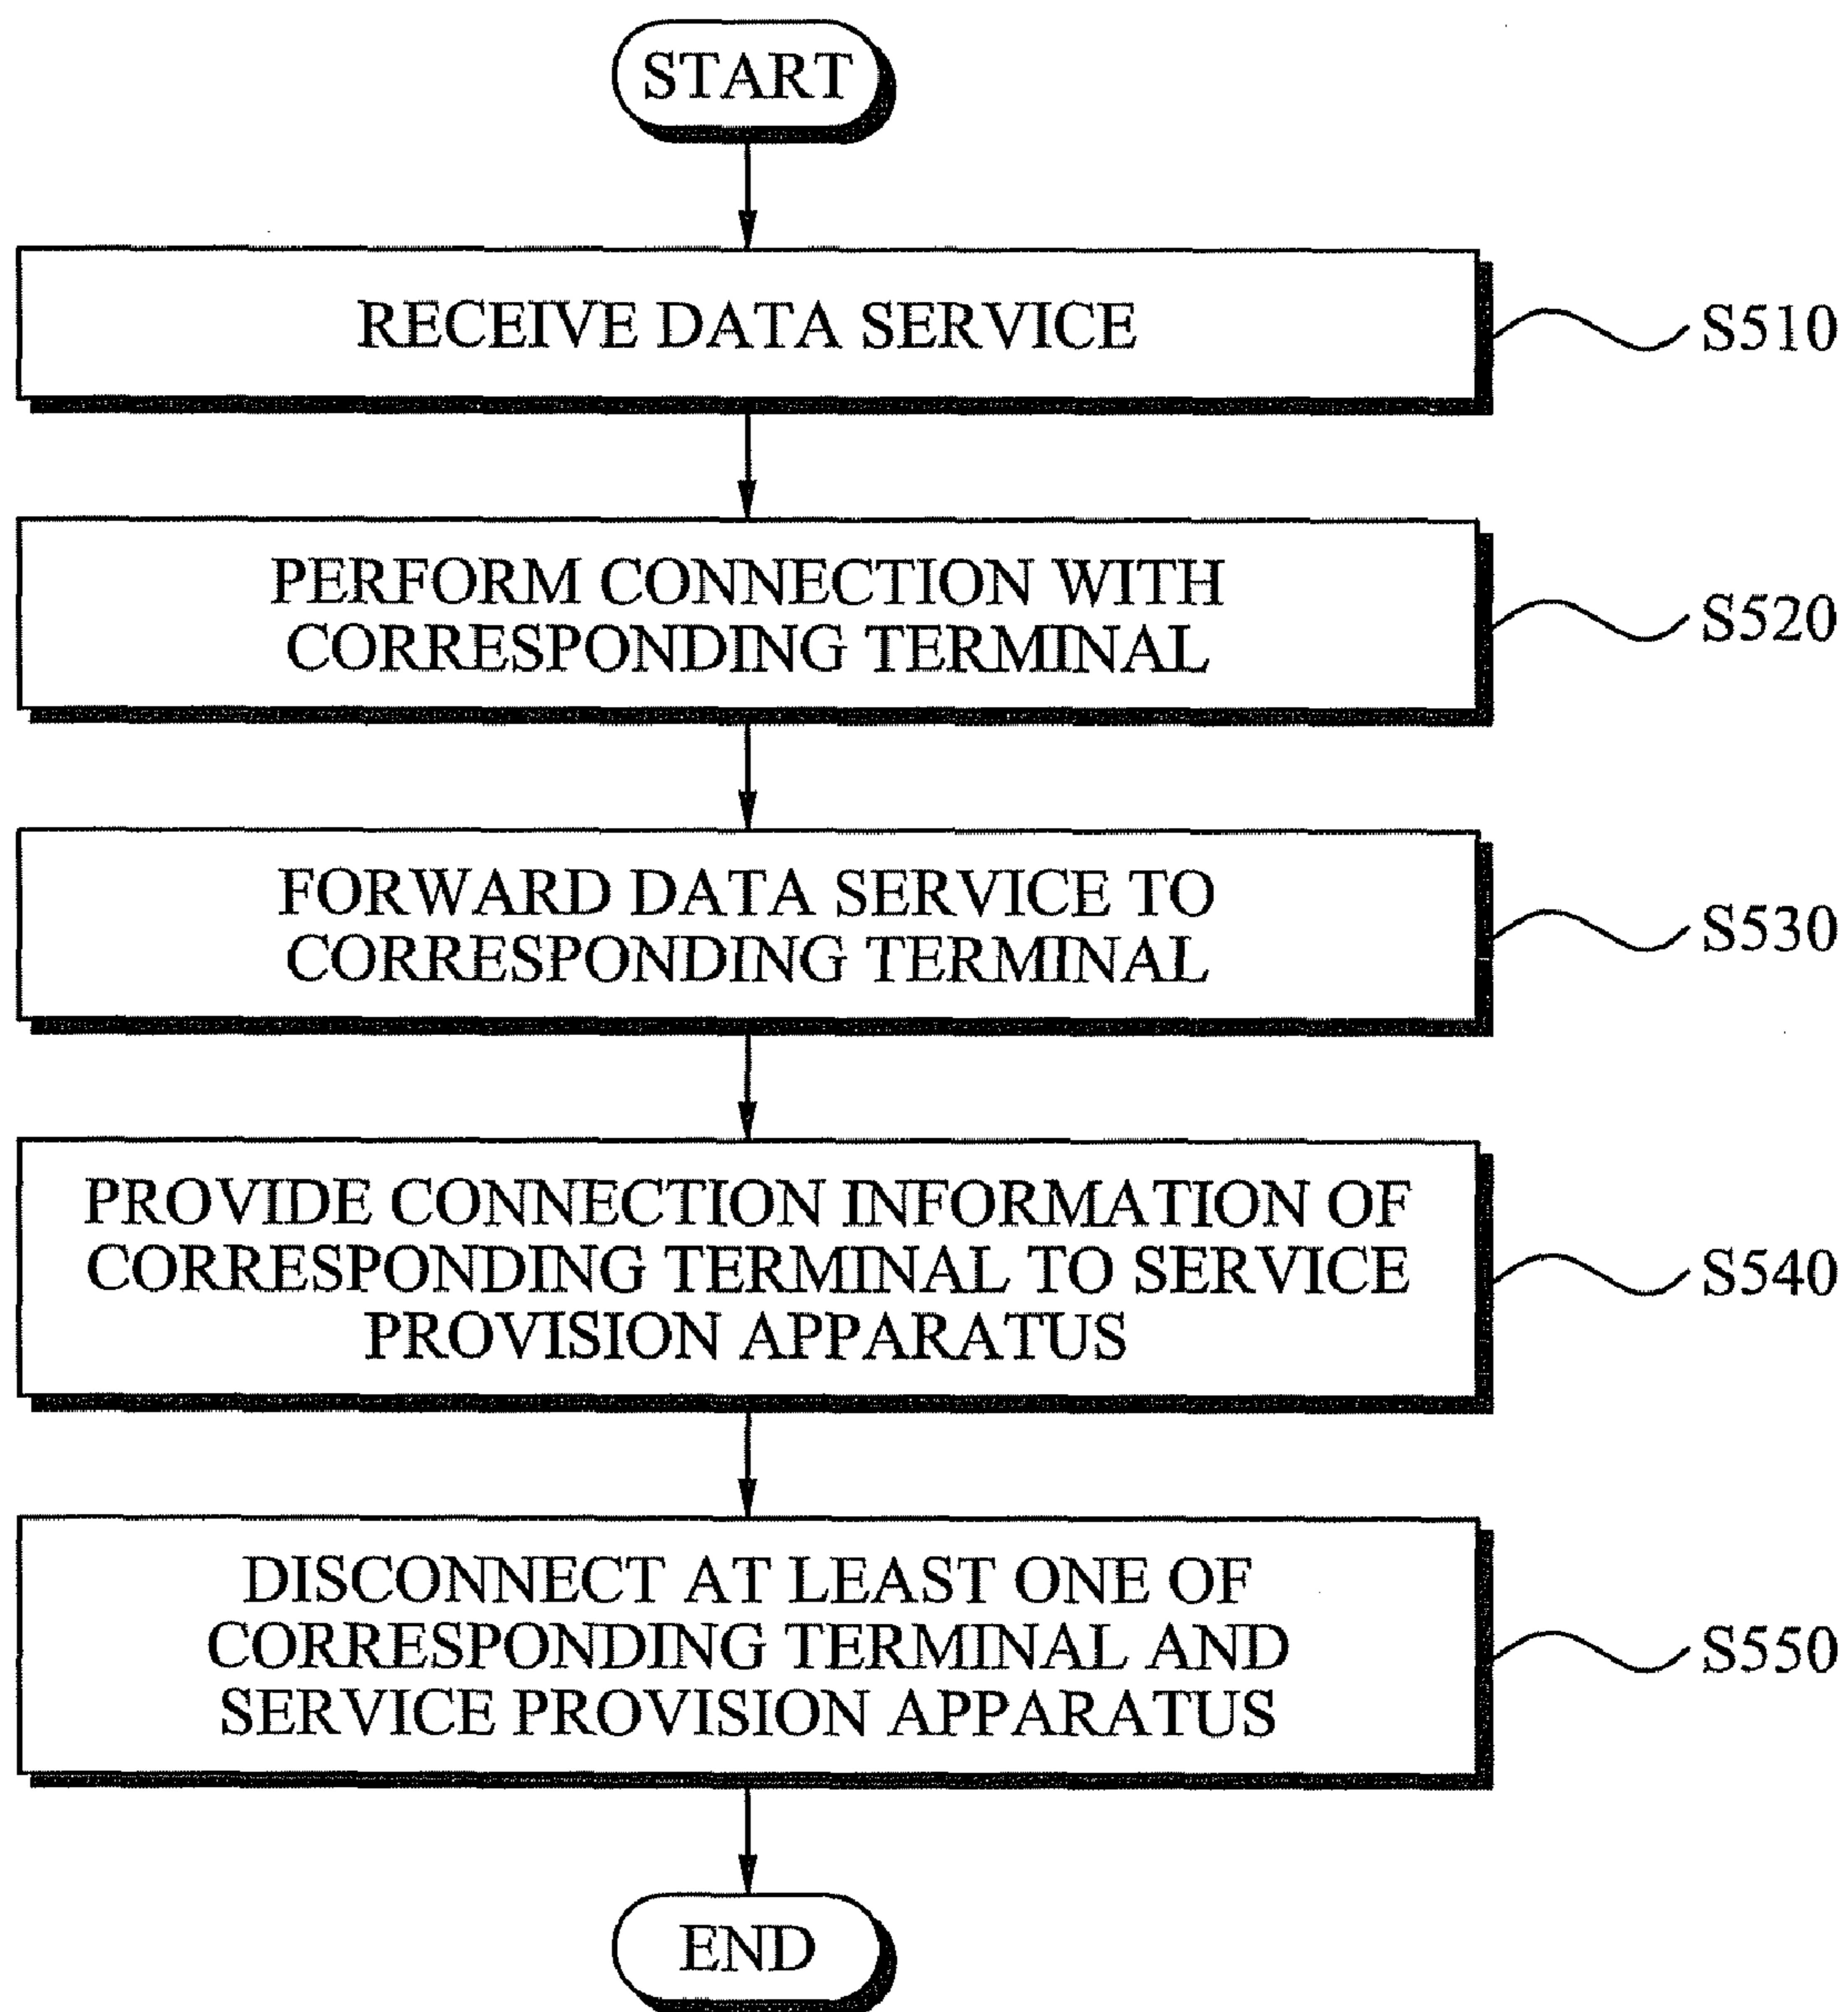 START
RECEIVE DATA SERVICE
S510
PERFORM CONNECTION WITH
CORRESPONDING TERMINAL
S520
FORWARD DATA SERVICE TO
CORRESPONDING TERMINAL
S530
PROVIDE CONNECTION INFORMATION OF
CORRESPONDING TERMINAL TO SERVICE
PROVISION APPARATUS
S540
DISCONNECT AT LEAST ONE OF
CORRESPONDING TERMINAL AND
SERVICE PROVISION APPARATUS
S550
END